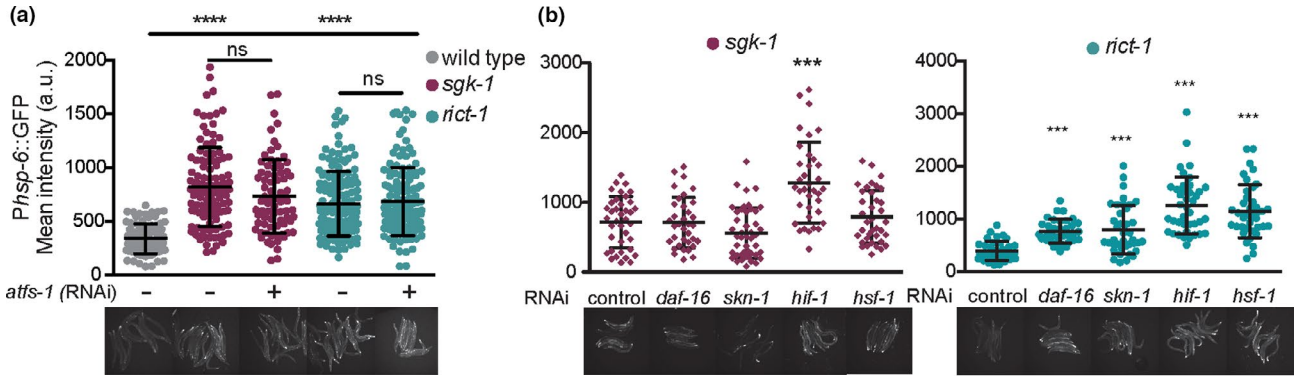 (a)
**** ****
ns
ns
wild type
sgk-1
rict-1
Phsp-6::GFP
Mean intensity (a.u.)
2000
1500
1000
500
0
atfs-1 (RNAi) – – + – +
(b)
sgk-1
***
3000
2000
1000
0
RNAi control daf-16 skn-1 hif-1 hsf-1
rict-1
*** *** *** ***
4000
3000
2000
1000
0
RNAi control daf-16 skn-1 hif-1 hsf-1